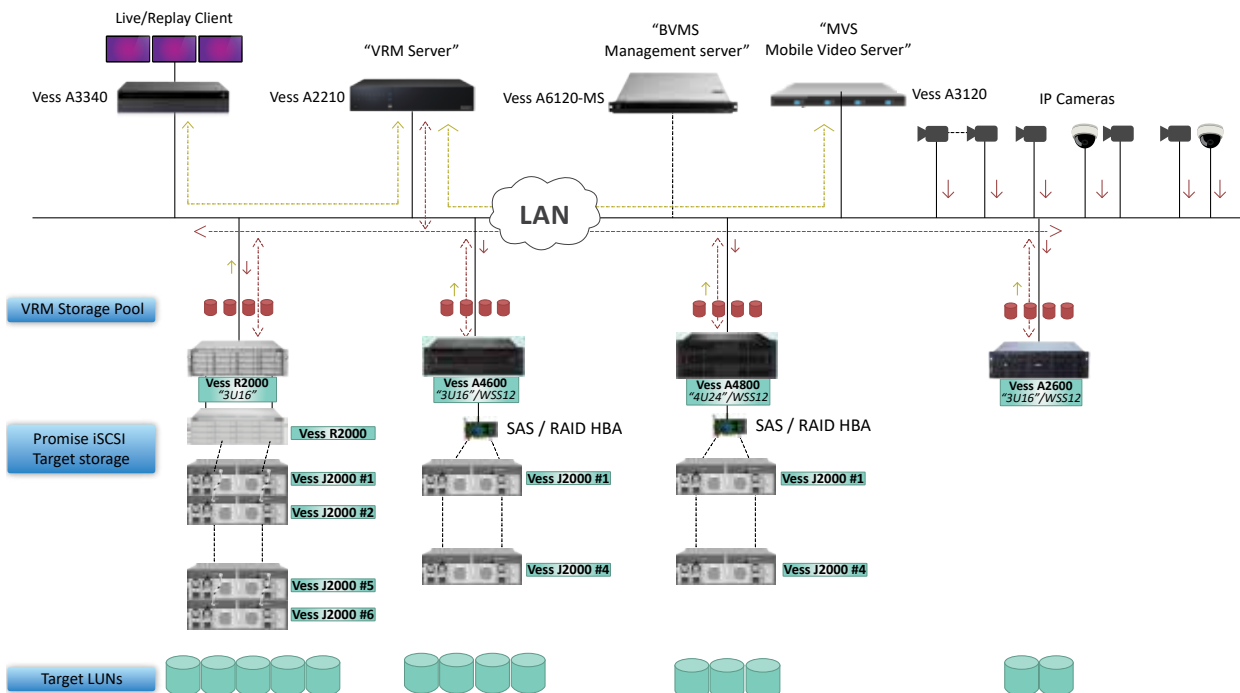 Live/Replay Client
“VRM Server”
“BVMS
Management server”
“MVS
Mobile Video Server”
Vess A3340
Vess A2210
Vess A6120-MS
Vess A3120
IP Cameras
LAN
VRM Storage Pool
Vess R2000
“3U16”
Vess A4600
“3U16”/WSS12
Vess A4800
“4U24”/WSS12
Vess A2600
“3U16”/WSS12
Promise iSCSI
Target storage
Vess R2000
SAS / RAID HBA
SAS / RAID HBA
Vess J2000 #1
Vess J2000 #1
Vess J2000 #1
Vess J2000 #2
Vess J2000 #4
Vess J2000 #4
Vess J2000 #5
Vess J2000 #6
Target LUNs